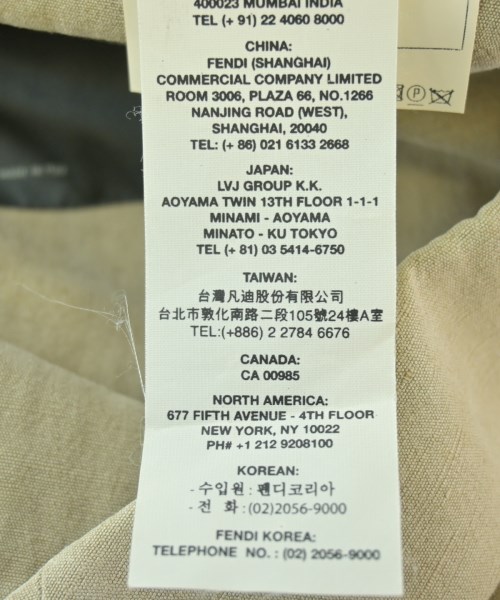 400023 MUMBAI INDIA
TEL (+ 91) 22 4060 8000
CHINA:
FENDI (SHANGHAI)
COMMERCIAL COMPANY LIMITED
ROOM 3006, PLAZA 66, NO.1266
NANJING ROAD (WEST),
SHANGHAI, 20040
TEL: (+ 86) 021 6133 2668
JAPAN:
LVJ GROUP K.K.
AOYAMA TWIN 13TH FLOOR 1-1-1
MINAMI - AOYAMA
MINATO - KU TOKYO
TEL (+ 81) 03 5414-6750
TAIWAN:
台灣凡迪股份有限公司
台北市敦化南路二段105號24樓A室
TEL:(+886) 2 2784 6676
CANADA:
CA 00985
NORTH AMERICA:
677 FIFTH AVENUE - 4TH FLOOR
NEW YORK, NY 10022
PH# +1 212 9208100
KOREAN:
- 수입원 : 펜디코리아
- 전 화 : (02)2056-9000
FENDI KOREA:
TELEPHONE NO. : (02) 2056-9000